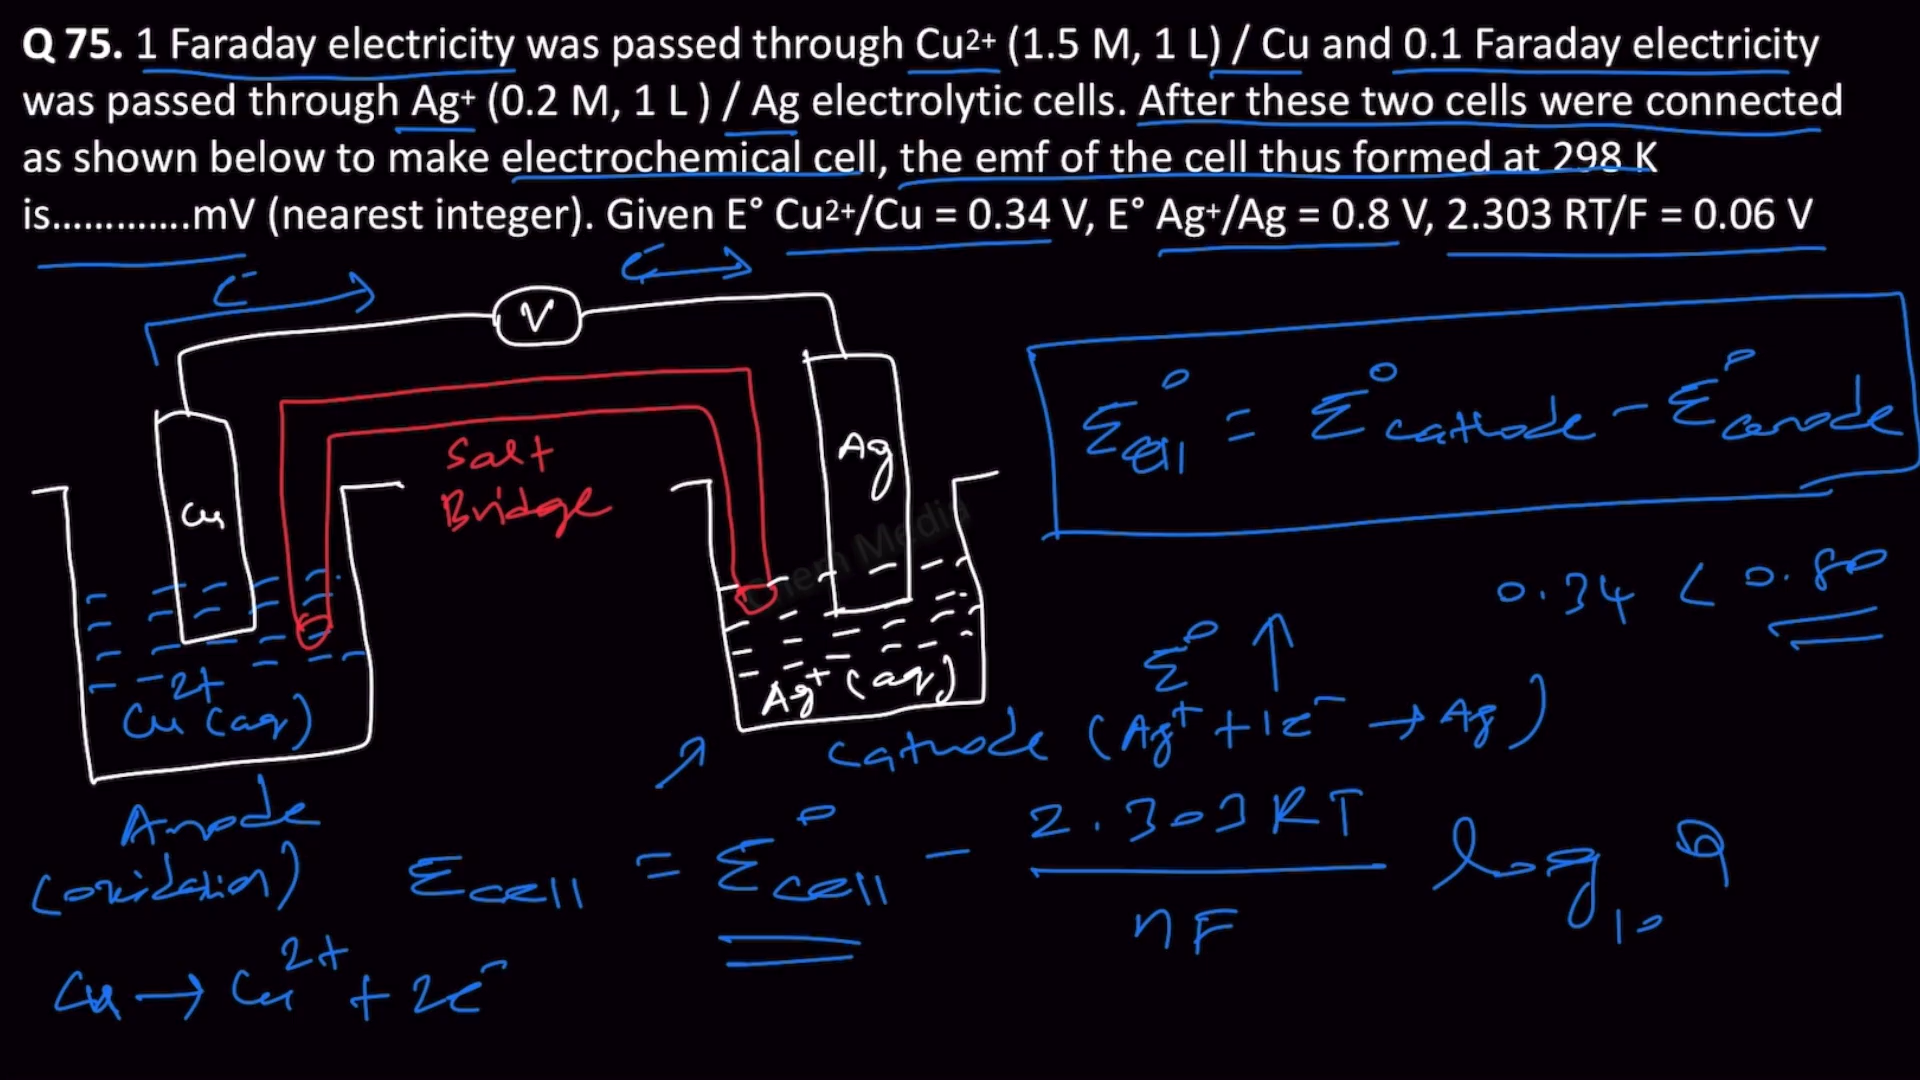 Q 75. 1 Faraday electricity was passed through Cu²⁺ (1.5 M, 1 L) / Cu and 0.1 Faraday electricity
was passed through Ag⁺ (0.2 M, 1 L ) / Ag electrolytic cells. After these two cells were connected
as shown below to make electrochemical cell, the emf of the cell thus formed at 298 K
is.............mV (nearest integer). Given E° Cu²⁺/Cu = 0.34 V, E° Ag⁺/Ag = 0.8 V, 2.303 RT/F = 0.06 V
e⁻ →
e⁻ →
V
E°cell = E°cathode - E°anode
Salt
Bridge
Cu
Ag
Chem Media
0.34 < 0.80
E° ↑
Cu²⁺(aq)
Ag⁺(aq)
Cathode (Ag⁺ + 1e⁻ → Ag)
Anode
(oxidation)
Ecell = E°cell - 2.303RT/nF log₁₀ Q
Cu → Cu²⁺ + 2e⁻